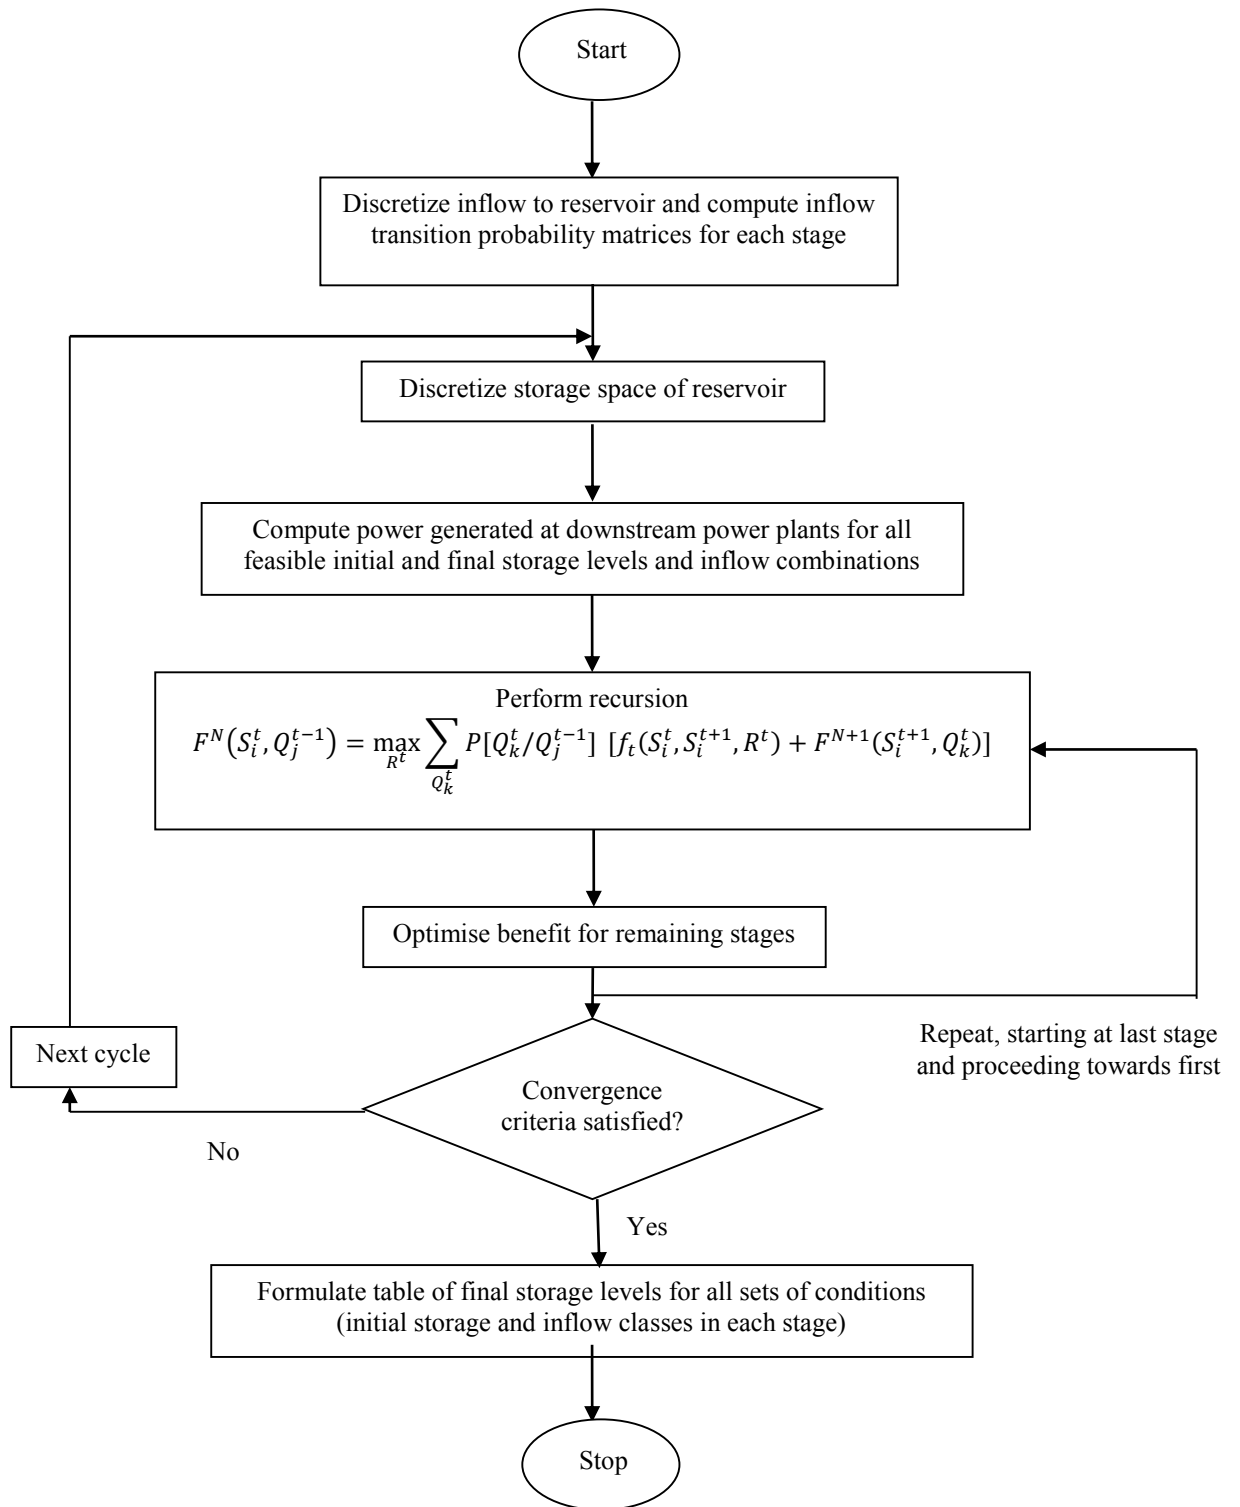 Start
Discretize inflow to reservoir and compute inflow
transition probability matrices for each stage
Discretize storage space of reservoir
Compute power generated at downstream power plants for all
feasible initial and final storage levels and inflow combinations
Perform recursion
$F^N(S_i^t, Q_j^{t-1}) = \max_{R^t} \sum_{Q_k^t} P[Q_k^t/Q_j^{t-1}] \ [f_t(S_i^t, S_i^{t+1}, R^t) + F^{N+1}(S_i^{t+1}, Q_k^t)]$
Optimise benefit for remaining stages
Repeat, starting at last stage
and proceeding towards first
Next cycle
Convergence
criteria satisfied?
No
Yes
Formulate table of final storage levels for all sets of conditions
(initial storage and inflow classes in each stage)
Stop